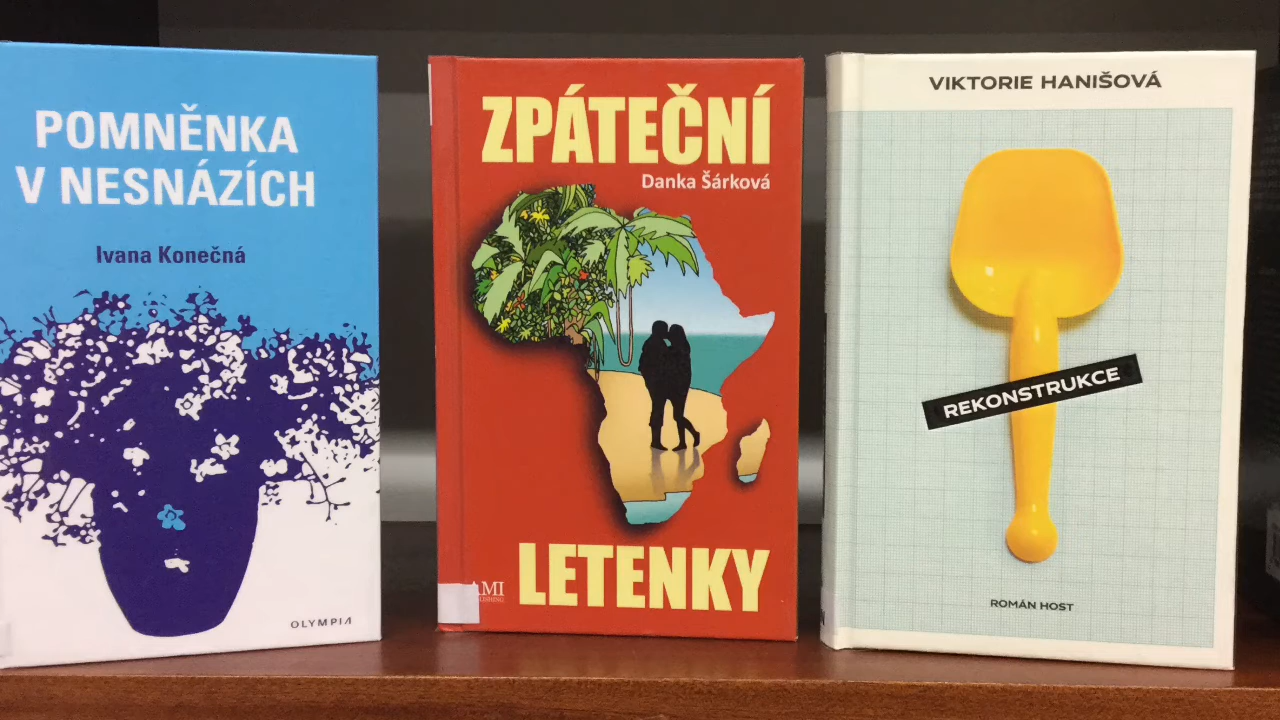 POMNĚNKA
V NESNÁZÍCH
Ivana Konečná
OLYMPIA
ZPÁTEČNÍ
Danka Šárková
LETENKY
VIKTORIE HANIŠOVÁ
REKONSTRUKCE
ROMÁN HOST